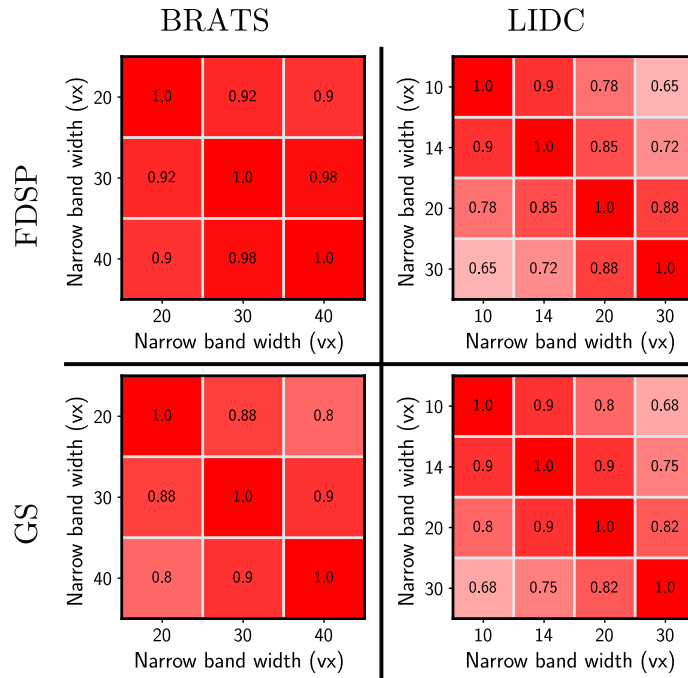 BRATS LIDC
FDSP
Narrow band width (vx)
20 1.0 0.92 0.9
30 0.92 1.0 0.98
40 0.9 0.98 1.0
20 30 40
Narrow band width (vx)
Narrow band width (vx)
10 1.0 0.9 0.78 0.65
14 0.9 1.0 0.85 0.72
20 0.78 0.85 1.0 0.88
30 0.65 0.72 0.88 1.0
10 14 20 30
Narrow band width (vx)
GS
Narrow band width (vx)
20 1.0 0.88 0.8
30 0.88 1.0 0.9
40 0.8 0.9 1.0
20 30 40
Narrow band width (vx)
Narrow band width (vx)
10 1.0 0.9 0.8 0.68
14 0.9 1.0 0.9 0.75
20 0.8 0.9 1.0 0.82
30 0.68 0.75 0.82 1.0
10 14 20 30
Narrow band width (vx)